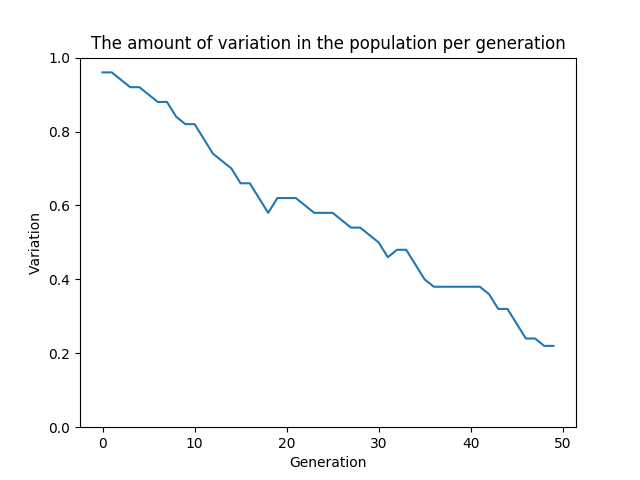 The amount of variation in the population per generation
1.0
0.8
0.6
0.4
0.2
0.0
Variation
0 10 20 30 40 50
Generation